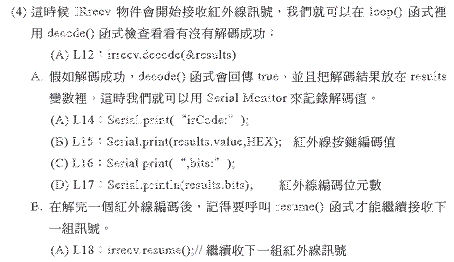 (4) 這時候 IRrecv 物件會開始接收紅外線訊號，我們就可以在 loop() 函式裡
用 decode() 函式檢查看看有沒有解碼成功：
(A) L12：irrecv.decode(&results)
A. 假如解碼成功，decode() 函式會回傳 true，並且把解碼結果放在 results
變數裡，這時我們就可以用 Serial Monitor 來記錄解碼值。
(A) L14：Serial.print( “irCode:” );
(B) L15：Serial.print(results.value,HEX); 紅外線按鍵編碼值
(C) L16：Serial.print( “,bits:” );
(D) L17：Serial.println(results.bits); 紅外線編碼位元數
B. 在解完一個紅外線編碼後，記得要呼叫 resume() 函式才能繼續接收下
一組訊號。
(A) L18：irrecv.resume();// 繼續收下一組紅外線訊號